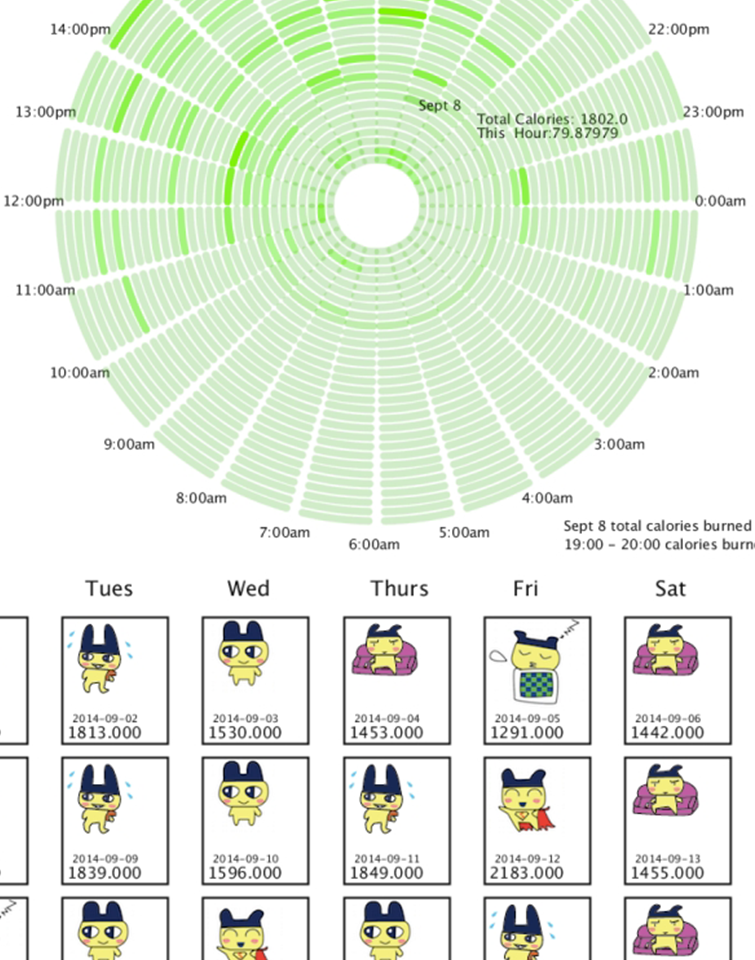 14:00pm
22:00pm
Sept 8
13:00pm
23:00pm
Total Calories: 1802.0
This Hour:79.87979
12:00pm
0:00am
11:00am
1:00am
10:00am
2:00am
9:00am
3:00am
8:00am
4:00am
7:00am
5:00am
6:00am
Sept 8 total calories burned
19:00 - 20:00 calories burn
Tues Wed Thurs Fri Sat
2014-09-02 2014-09-03 2014-09-04 2014-09-05 2014-09-06
1813.000 1530.000 1453.000 1291.000 1442.000
2014-09-09 2014-09-10 2014-09-11 2014-09-12 2014-09-13
1839.000 1596.000 1849.000 2183.000 1455.000